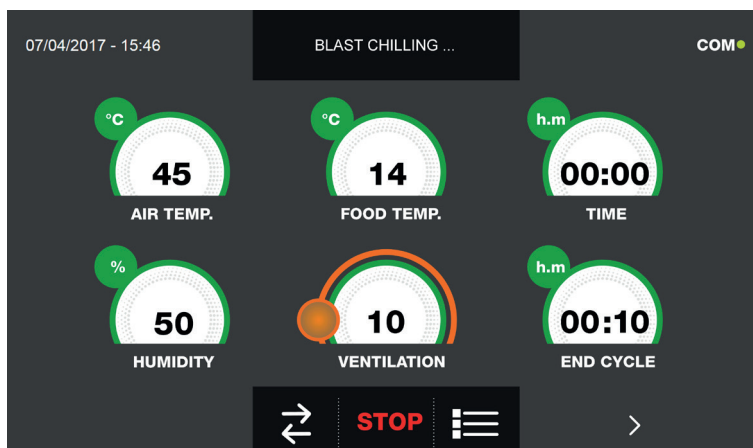 07/04/2017 - 15:46
BLAST CHILLING ...
COM
°C
45
AIR TEMP.
°C
14
FOOD TEMP.
h.m
00:00
TIME
%
50
HUMIDITY
10
VENTILATION
h.m
00:10
END CYCLE
STOP